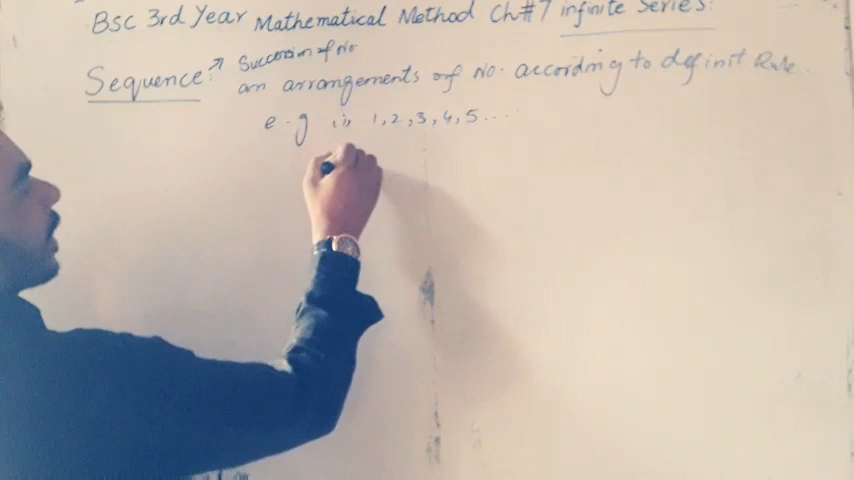 Bsc 3rd Year Mathematical Method Ch#7 infinite Series:
Succession of No
Sequence:
an arrangements of No. according to definit Rule.
e.g (i) 1,2,3,4,5...